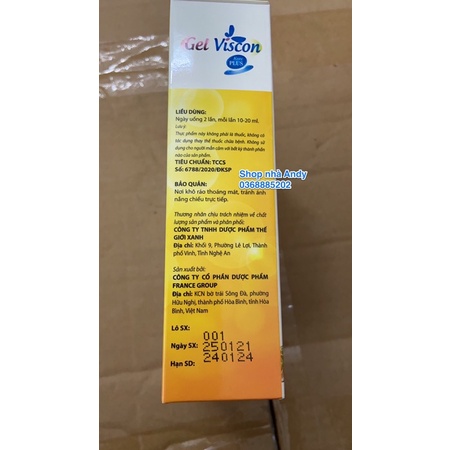 Gel Viscon
PLUS
LIỀU DÙNG:
Ngày uống 2 lần, mỗi lần 10-20 ml.
Lưu ý:
Thực phẩm này không phải là thuốc, không có
tác dụng thay thế thuốc chữa bệnh. Không sử
dụng cho người mẫn cảm với bất kỳ thành phần
nào của sản phẩm.
TIÊU CHUẨN: TCCS
Số: 6788/2020/ĐKSP
Shop nhà Andy
0368885202
BẢO QUẢN:
Nơi khô ráo thoáng mát, tránh ánh
nắng chiếu trực tiếp.
Thương nhân chịu trách nhiệm về chất
lượng sản phẩm và phân phối:
CÔNG TY TNHH DƯỢC PHẨM THẾ
GIỚI XANH
Địa chỉ: Khối 9, Phường Lê Lợi, Thành
phố Vinh, Tỉnh Nghệ An
Sản xuất bởi:
CÔNG TY CỔ PHẦN DƯỢC PHẨM
FRANCE GROUP
Địa chỉ: KCN bờ trái Sông Đà, phường
Hữu Nghị, thành phố Hòa Bình, tỉnh Hòa
Bình, Việt Nam
Lô SX: 001
Ngày SX: 250121
Hạn SD: 240124